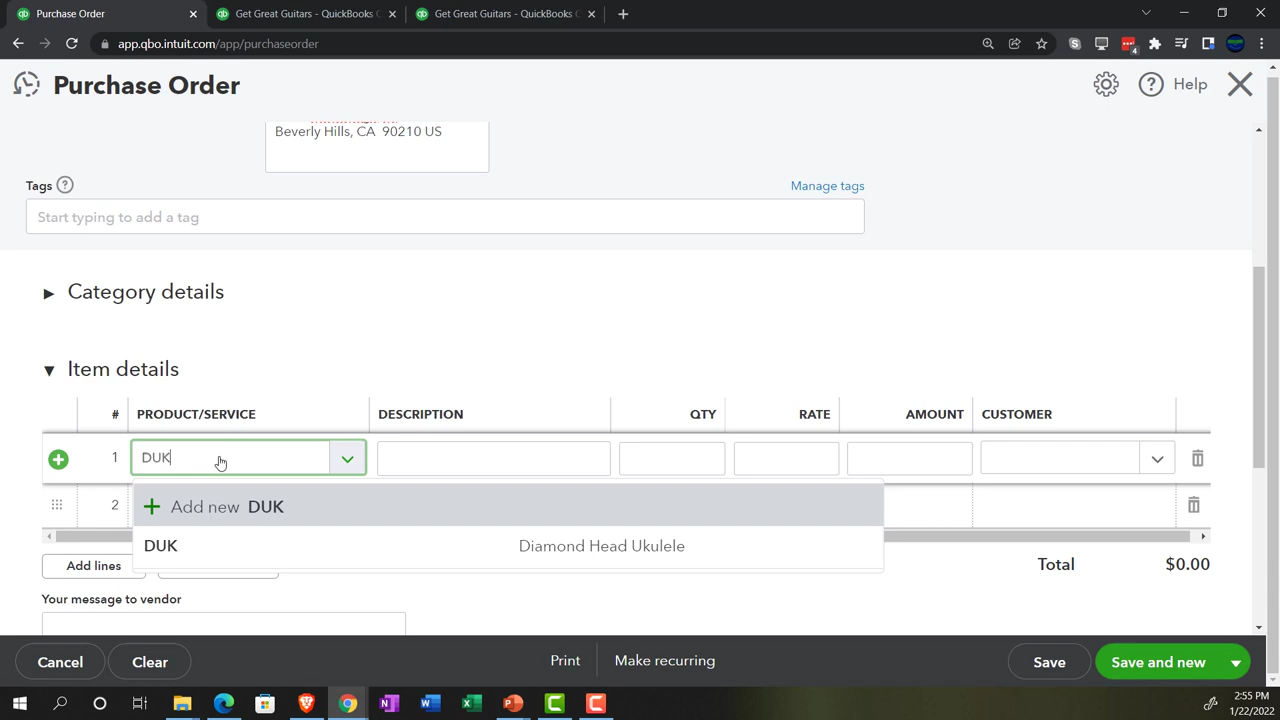 Purchase Order
Get Great Guitars - QuickBooks
Get Great Guitars - QuickBooks
app.qbo.intuit.com/app/purchaseorder
4
Purchase Order
Help
Beverly Hills, CA 90210 US
Tags
Manage tags
Start typing to add a tag
Category details
Item details
# PRODUCT/SERVICE DESCRIPTION QTY RATE AMOUNT CUSTOMER
1 DUK
Add new DUK
2
DUK Diamond Head Ukulele
Add lines
Total $0.00
Your message to vendor
Cancel Clear Print Make recurring Save Save and new
2:55 PM
1/22/2022